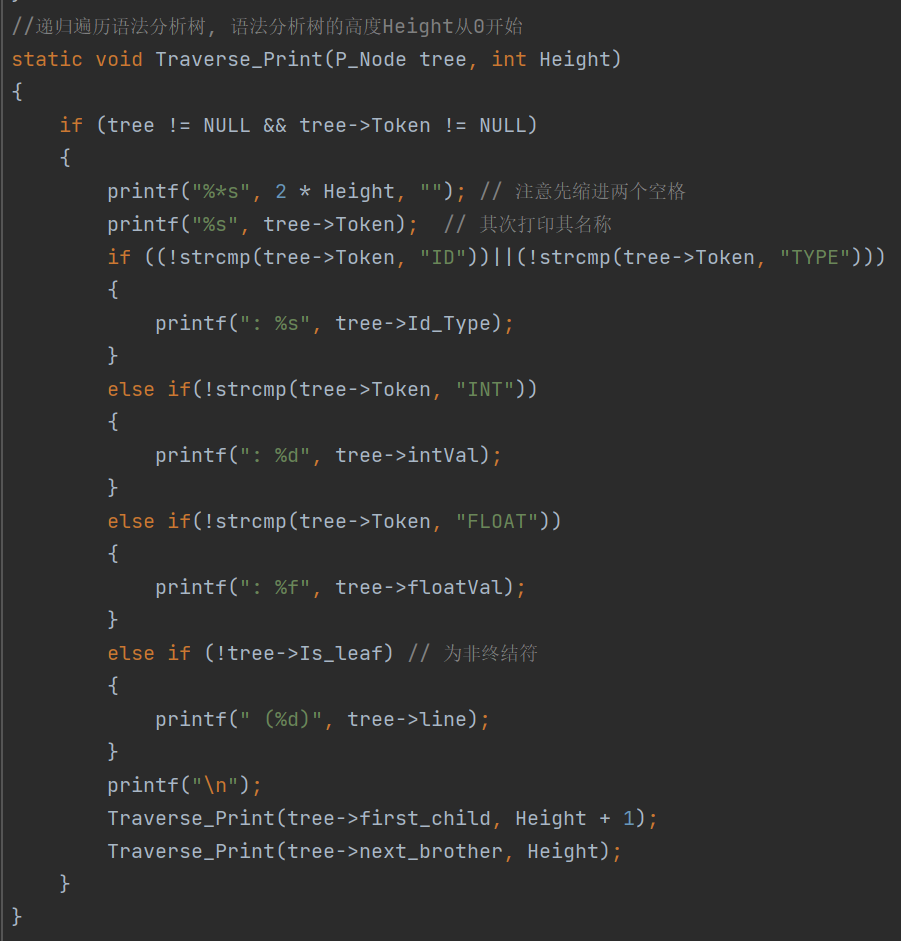 //递归遍历语法分析树, 语法分析树的高度Height从0开始
static void Traverse_Print(P_Node tree, int Height)
{
    if (tree != NULL && tree->Token != NULL)
    {
        printf("%*s", 2 * Height, ""); // 注意先缩进两个空格
        printf("%s", tree->Token);  // 其次打印其名称
        if ((!strcmp(tree->Token, "ID"))||(!strcmp(tree->Token, "TYPE")))
        {
            printf(": %s", tree->Id_Type);
        }
        else if(!strcmp(tree->Token, "INT"))
        {
            printf(": %d", tree->intVal);
        }
        else if(!strcmp(tree->Token, "FLOAT"))
        {
            printf(": %f", tree->floatVal);
        }
        else if (!tree->Is_leaf) // 为非终结符
        {
            printf(" (%d)", tree->line);
        }
        printf("\n");
        Traverse_Print(tree->first_child, Height + 1);
        Traverse_Print(tree->next_brother, Height);
    }
}